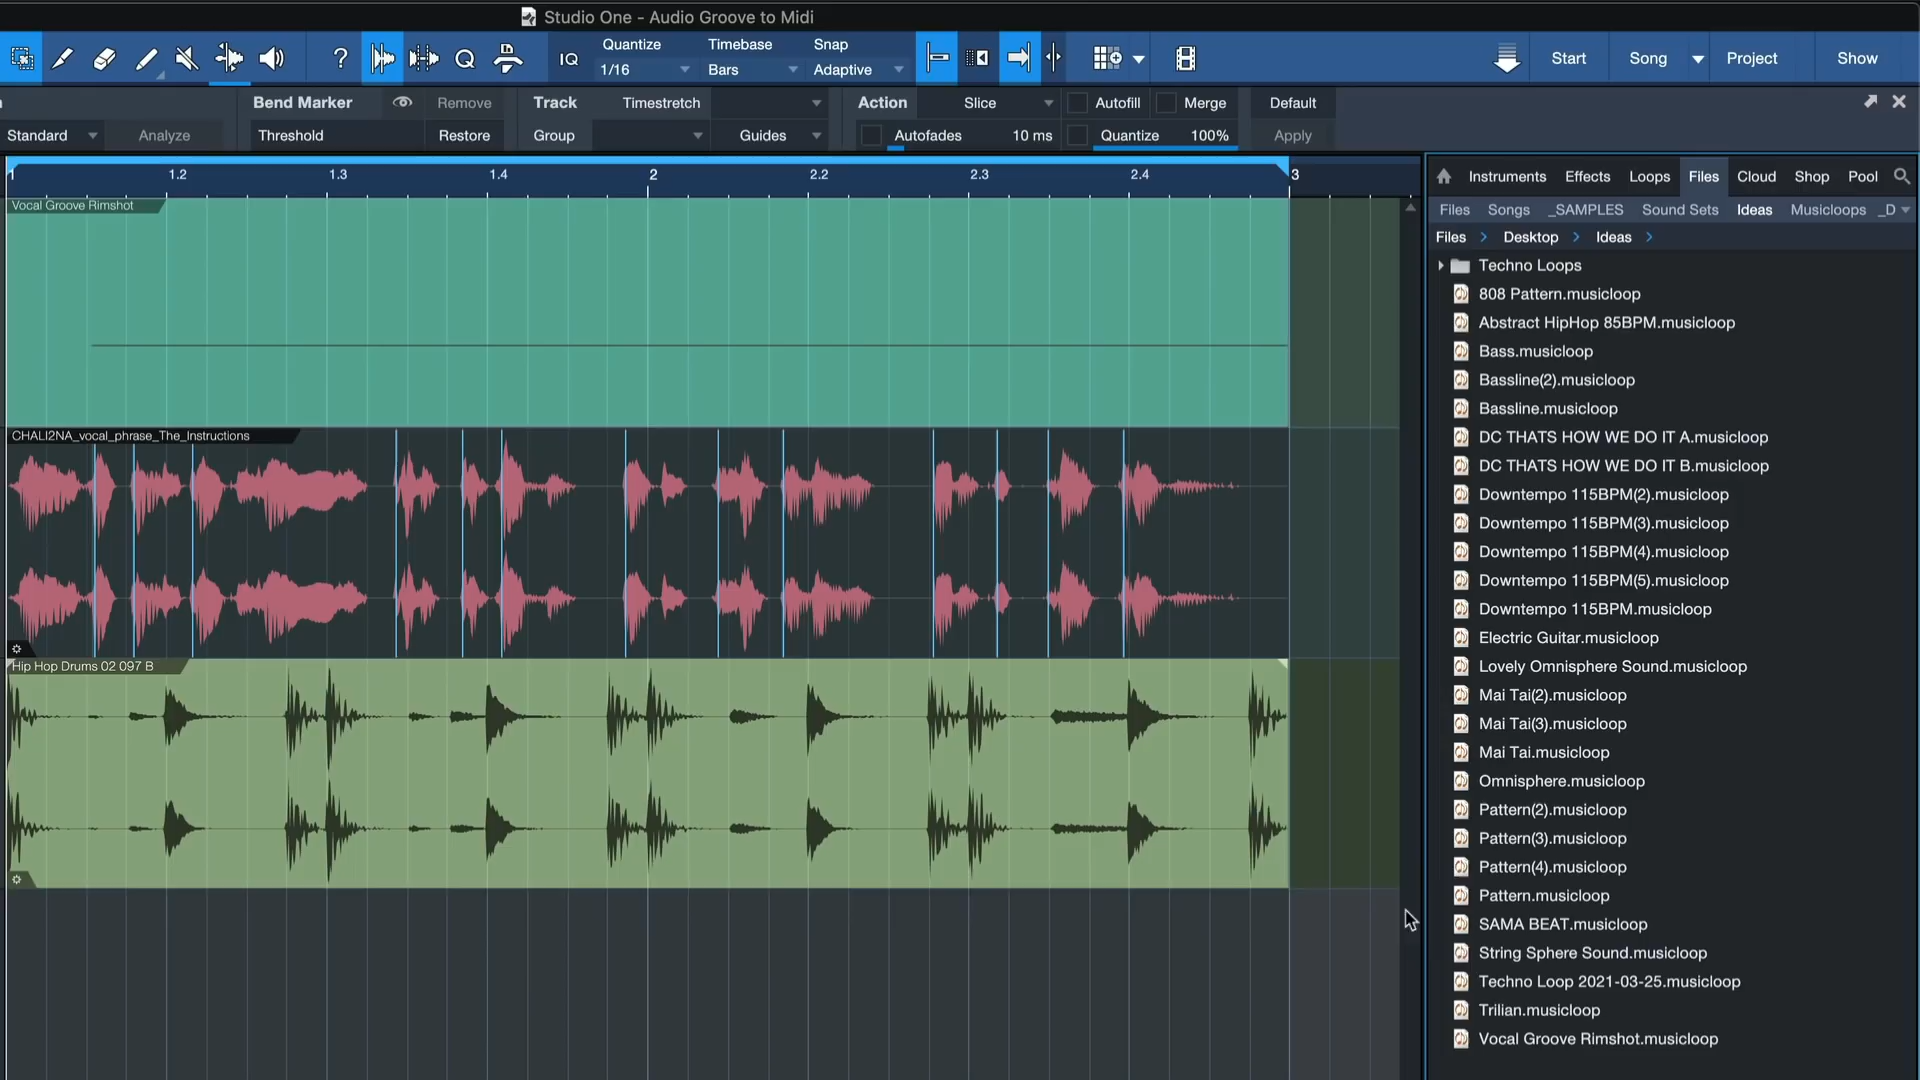 Studio One - Audio Groove to Midi
? Q IQ Quantize Timebase Snap
1/16 Bars Adaptive
Start Song Project Show
Bend Marker Remove Track Timestretch Action Slice Autofill Merge Default
Standard Analyze Threshold Restore Group Guides Autofades 10 ms Quantize 100% Apply
1 1.2 1.3 1.4 2 2.2 2.3 2.4 3
Vocal Groove Rimshot
CHALI2NA_vocal_phrase_The_Instructions
Hip Hop Drums 02 097 B
Instruments Effects Loops Files Cloud Shop Pool
Files Songs _SAMPLES Sound Sets Ideas Musicloops _D
Files > Desktop > Ideas >
Techno Loops
808 Pattern.musicloop
Abstract HipHop 85BPM.musicloop
Bass.musicloop
Bassline(2).musicloop
Bassline.musicloop
DC THATS HOW WE DO IT A.musicloop
DC THATS HOW WE DO IT B.musicloop
Downtempo 115BPM(2).musicloop
Downtempo 115BPM(3).musicloop
Downtempo 115BPM(4).musicloop
Downtempo 115BPM(5).musicloop
Downtempo 115BPM.musicloop
Electric Guitar.musicloop
Lovely Omnisphere Sound.musicloop
Mai Tai(2).musicloop
Mai Tai(3).musicloop
Mai Tai.musicloop
Omnisphere.musicloop
Pattern(2).musicloop
Pattern(3).musicloop
Pattern(4).musicloop
Pattern.musicloop
SAMA BEAT.musicloop
String Sphere Sound.musicloop
Techno Loop 2021-03-25.musicloop
Trilian.musicloop
Vocal Groove Rimshot.musicloop